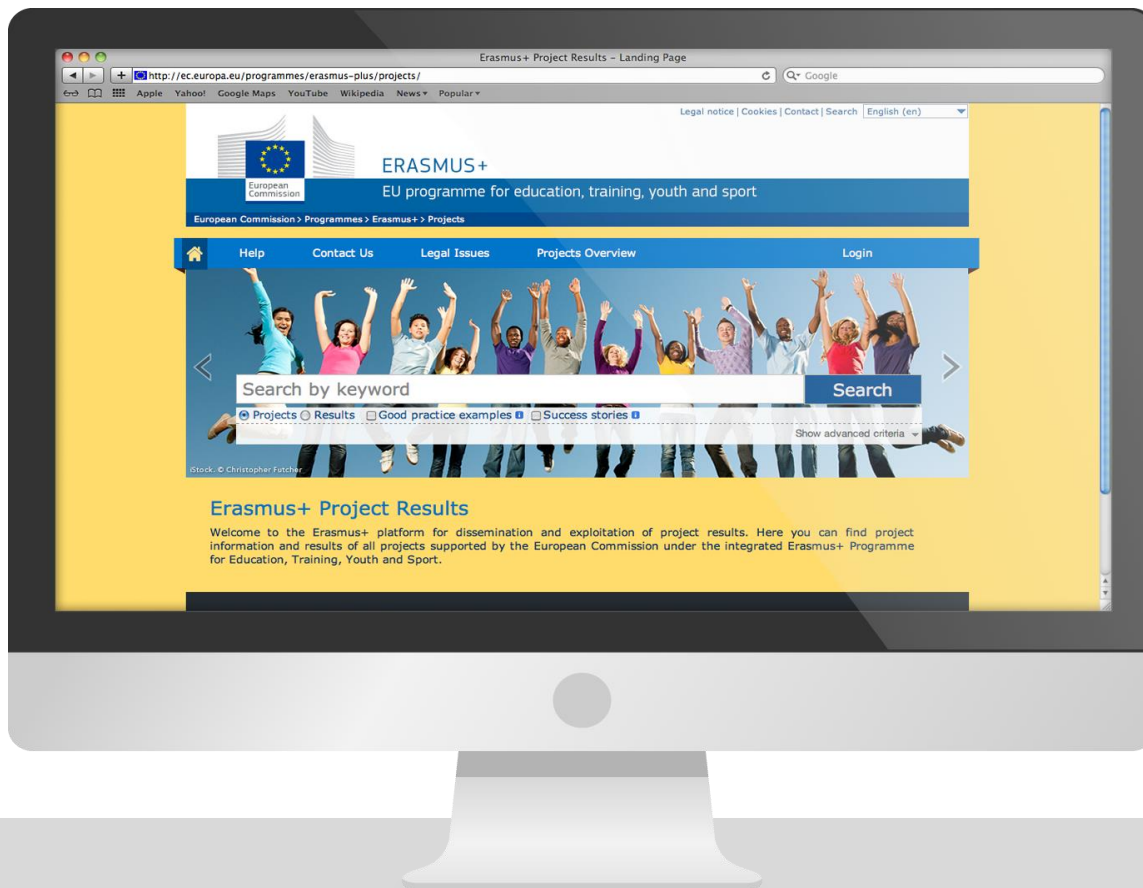 Erasmus+ Project Results – Landing Page
http://ec.europa.eu/programmes/erasmus-plus/projects/
Google
Apple Yahoo! Google Maps YouTube Wikipedia News Popular
Legal notice | Cookies | Contact | Search English (en)
European
Commission
ERASMUS+
EU programme for education, training, youth and sport
European Commission > Programmes > Erasmus+ > Projects
Help Contact Us Legal Issues Projects Overview Login
Search by keyword Search
Projects Results Good practice examples Success stories
Show advanced criteria
iStock. © Christopher Futcher
Erasmus+ Project Results
Welcome to the Erasmus+ platform for dissemination and exploitation of project results. Here you can find project
information and results of all projects supported by the European Commission under the integrated Erasmus+ Programme
for Education, Training, Youth and Sport.